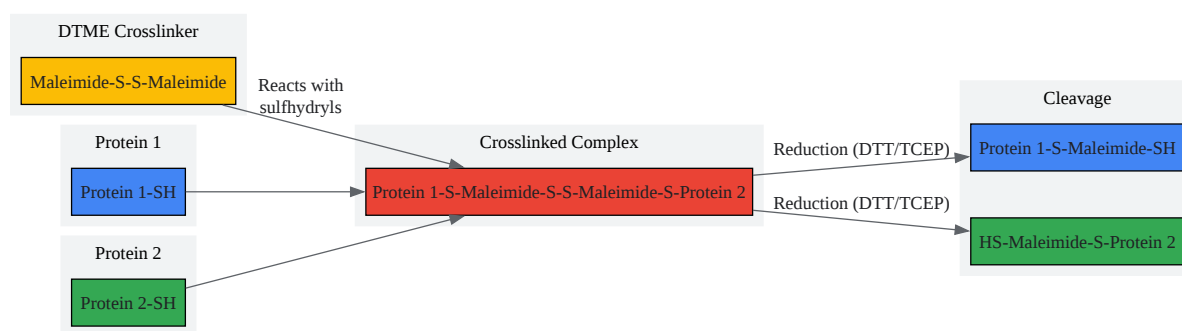 DTME Crosslinker
Maleimide-S-S-Maleimide
Reacts with
sulfhydryls
Protein 1
Protein 1-SH
Protein 2
Protein 2-SH
Crosslinked Complex
Protein 1-S-Maleimide-S-S-Maleimide-S-Protein 2
Reduction (DTT/TCEP)
Reduction (DTT/TCEP)
Cleavage
Protein 1-S-Maleimide-SH
HS-Maleimide-S-Protein 2